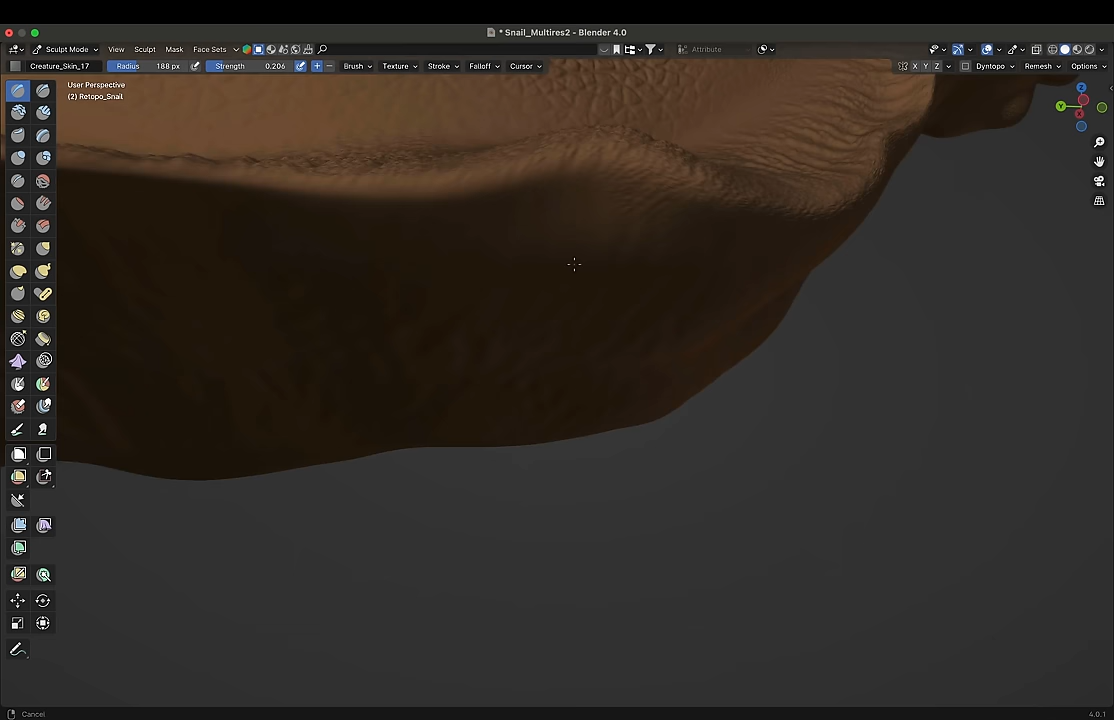 * Snail_Multires2 - Blender 4.0
Sculpt Mode View Sculpt Mask Face Sets Attribute
Creature_Skin_17 Radius 188 px Strength 0.206 Brush Texture Stroke Falloff Cursor X Y Z Dyntopo Remesh Options
User Perspective
(2) Retopo_Snail
Z
Y
X
Cancel 4.0.1